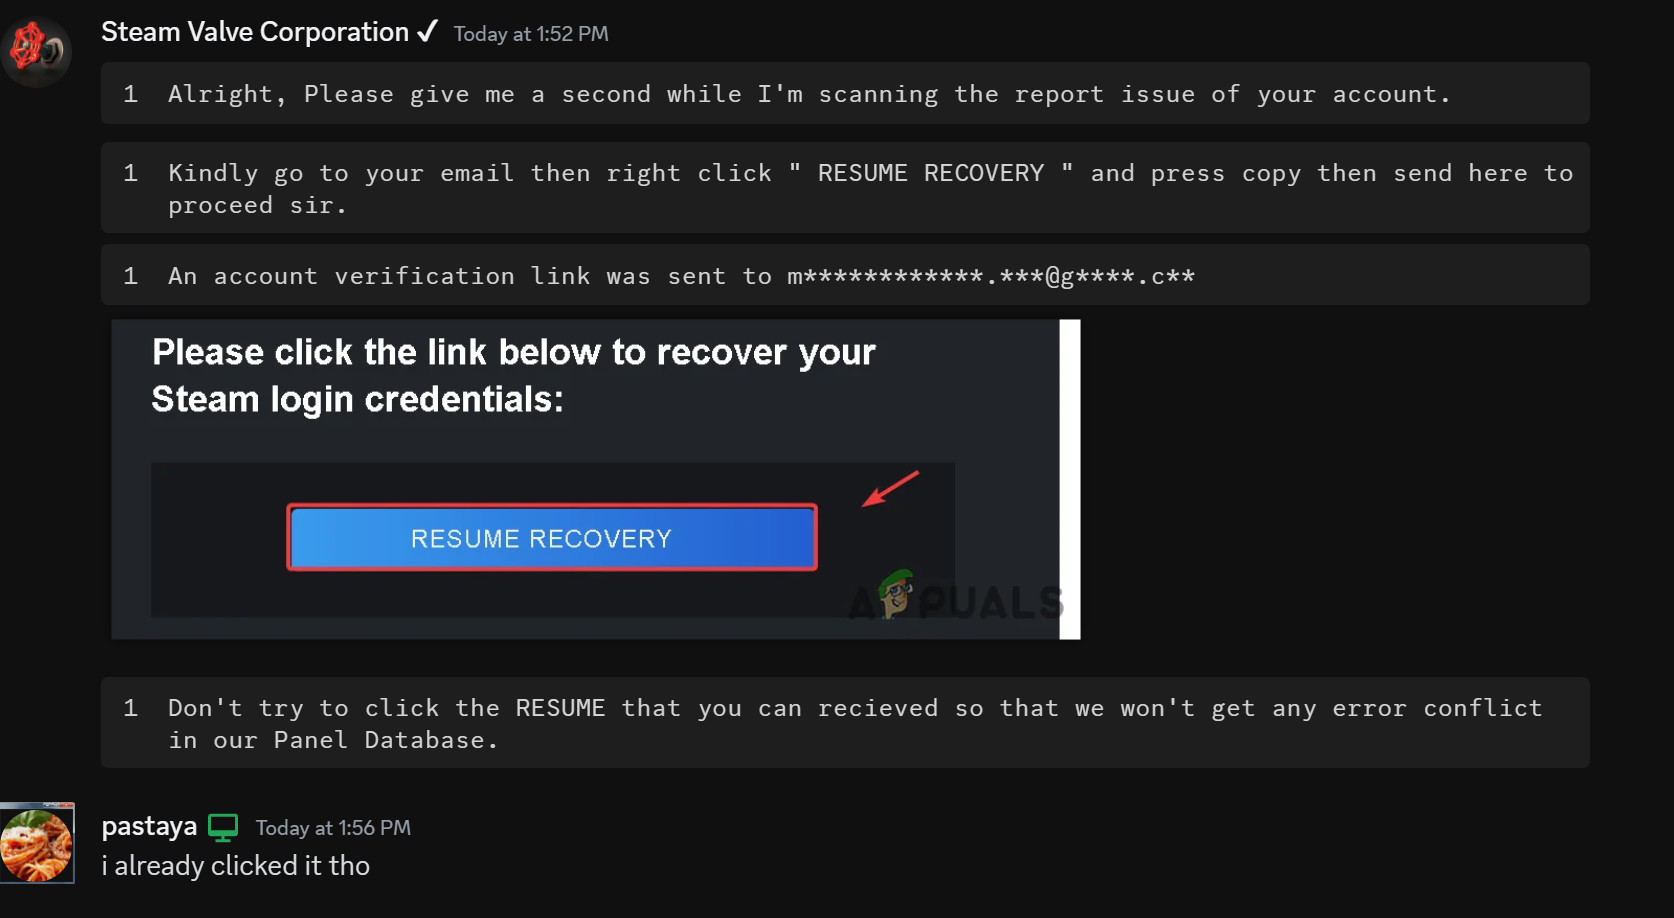 Steam Valve Corporation ✓ Today at 1:52 PM
1 Alright, Please give me a second while I'm scanning the report issue of your account.
1 Kindly go to your email then right click " RESUME RECOVERY " and press copy then send here to
proceed sir.
1 An account verification link was sent to m************.***@g****.c**
Please click the link below to recover your
Steam login credentials:
RESUME RECOVERY
APPUALS
1 Don't try to click the RESUME that you can recieved so that we won't get any error conflict
in our Panel Database.
pastaya Today at 1:56 PM
i already clicked it tho